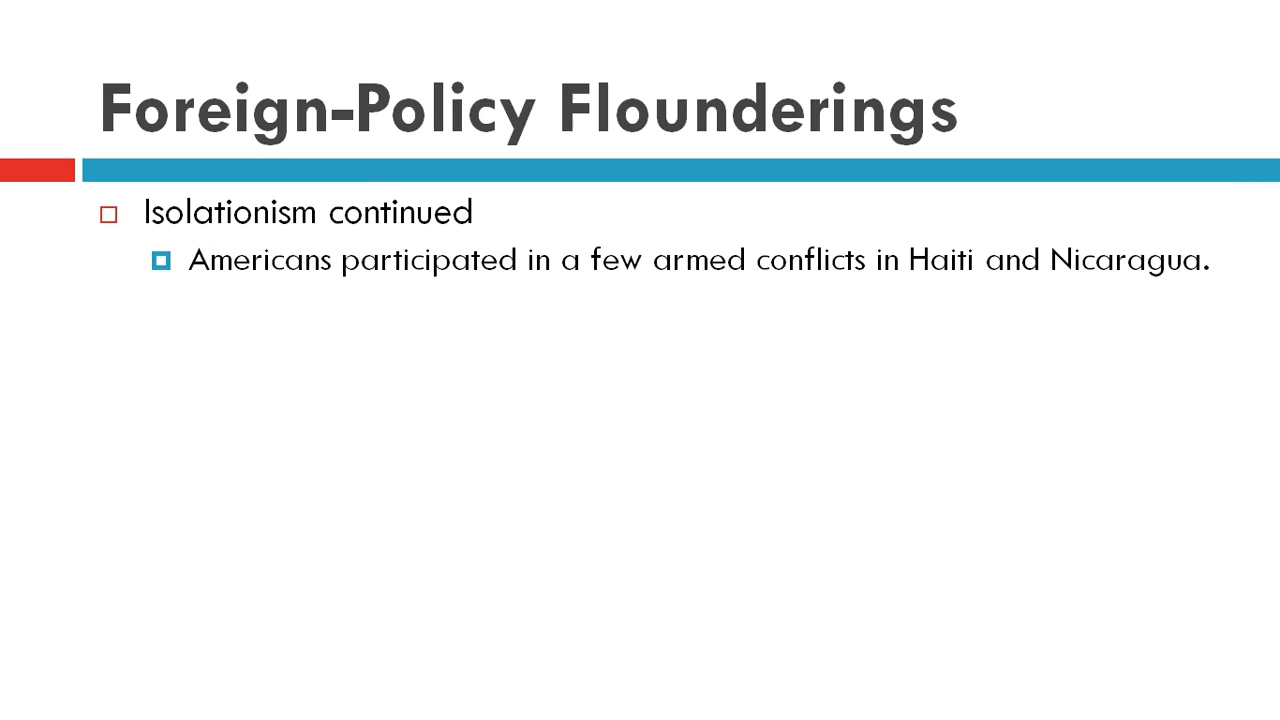 Foreign-Policy Flounderings
Isolationism continued
Americans participated in a few armed conflicts in Haiti and Nicaragua.